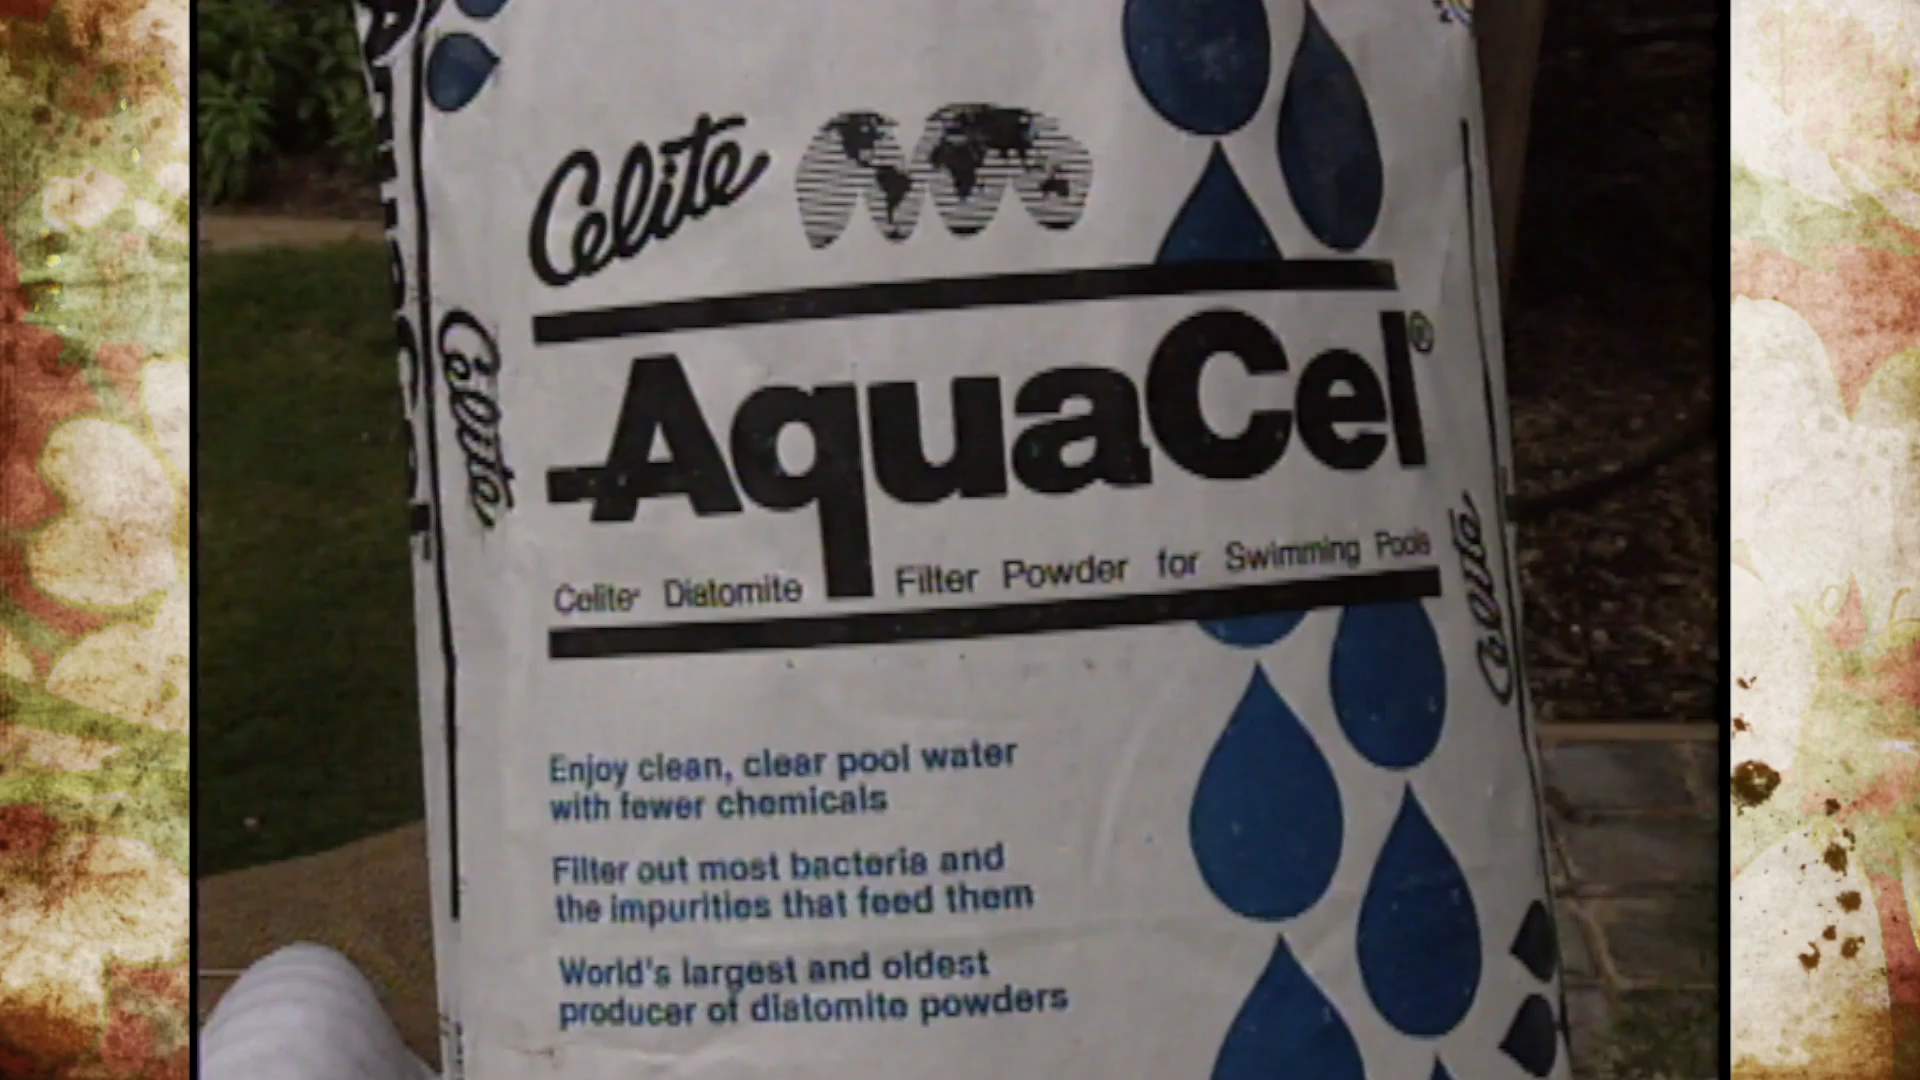 Celite
AquaCel®
Celite® Diatomite Filter Powder for Swimming Pools
Enjoy clean, clear pool water
with fewer chemicals
Filter out most bacteria and
the impurities that feed them
World's largest and oldest
producer of diatomite powders
AquaCel
Celite
Celite